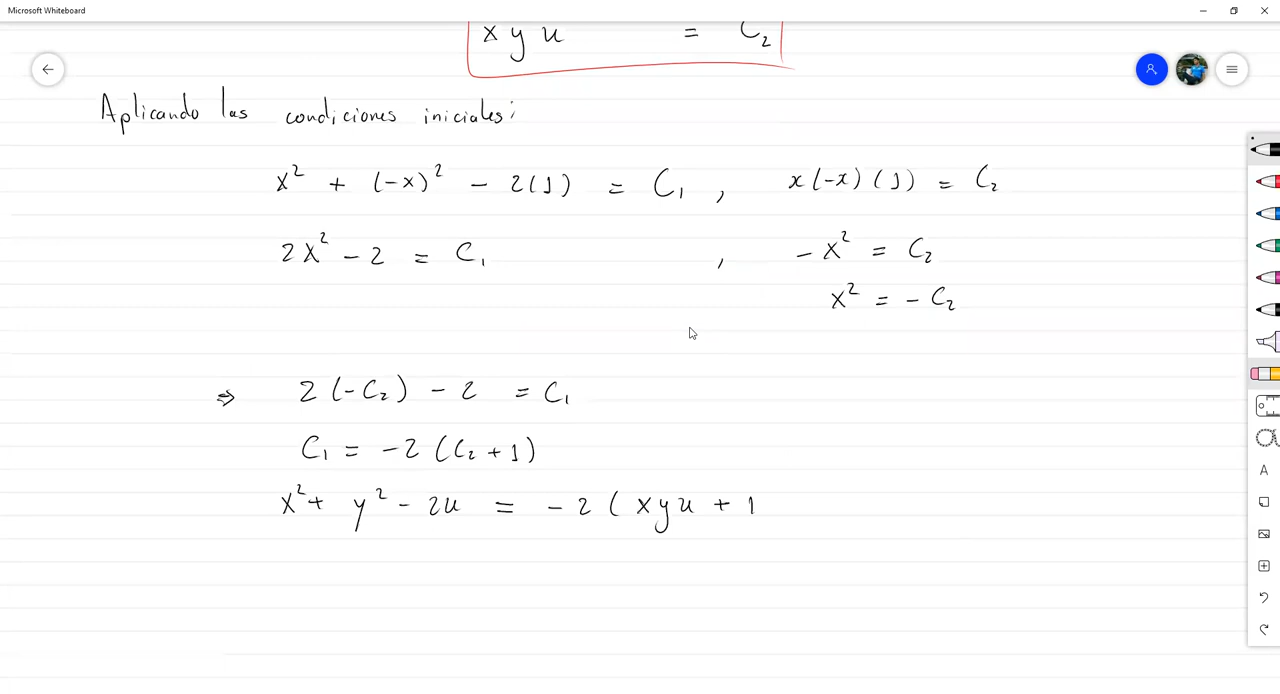 Microsoft Whiteboard
x y u = C₂
Aplicando las condiciones iniciales:
x² + (-x)² - 2(1) = C₁ , x(-x)(1) = C₂
2x² - 2 = C₁ , -x² = C₂
x² = -C₂
⇒ 2(-C₂) - 2 = C₁
C₁ = -2(C₂ + 1)
x² + y² - 2u = -2(xyu + 1
A